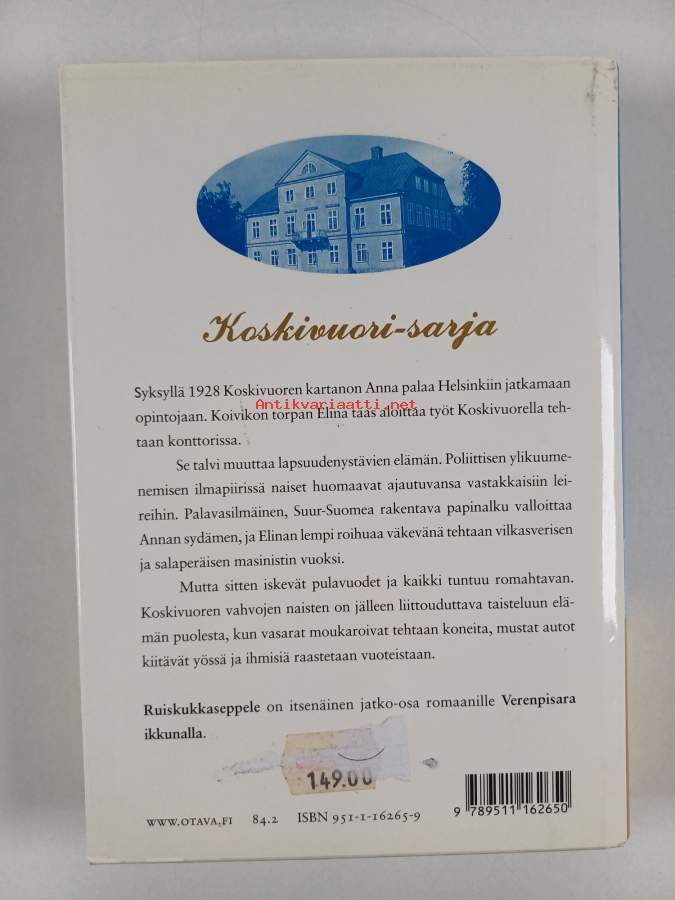 Koskivuori-sarja
Syksyllä 1928 Koskivuoren kartanon Anna palaa Helsinkiin jatkamaan
Antikvariaatti.net
opintojaan. Koivikon torpan Elina taas aloittaa työt Koskivuorella teh-
taan konttorissa.
Se talvi muuttaa lapsuudenystävien elämän. Poliittisen ylikuume-
nemisen ilmapiirissä naiset huomaavat ajautuvansa vastakkaisiin lei-
reihin. Palavasilmäinen, Suur-Suomea rakentava papinalku valloittaa
Annan sydämen, ja Elinan lempi roihuaa väkevänä tehtaan vilkasverisen
ja salaperäisen masinistin vuoksi.
Mutta sitten iskevät pulavuodet ja kaikki tuntuu romahtavan.
Koskivuoren vahvojen naisten on jälleen liittouduttava taisteluun elä-
män puolesta, kun vasarat moukaroivat tehtaan koneita, mustat autot
kiitävät yössä ja ihmisiä raastetaan vuoteistaan.
Ruiskukkaseppele on itsenäinen jatko-osa romaanille Verenpisara
ikkunalla.
149.00
WWW.OTAVA.FI 84.2 ISBN 951-1-16265-9
9 789511 162650